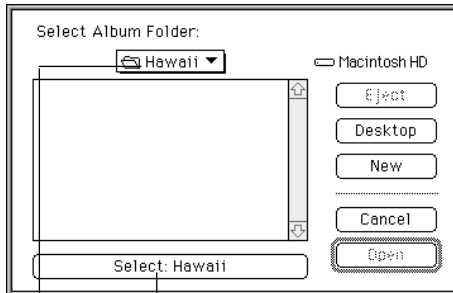 Select Album Folder:
Hawaii
Macintosh HD
Eject
Desktop
New
Cancel
Open
Select: Hawaii